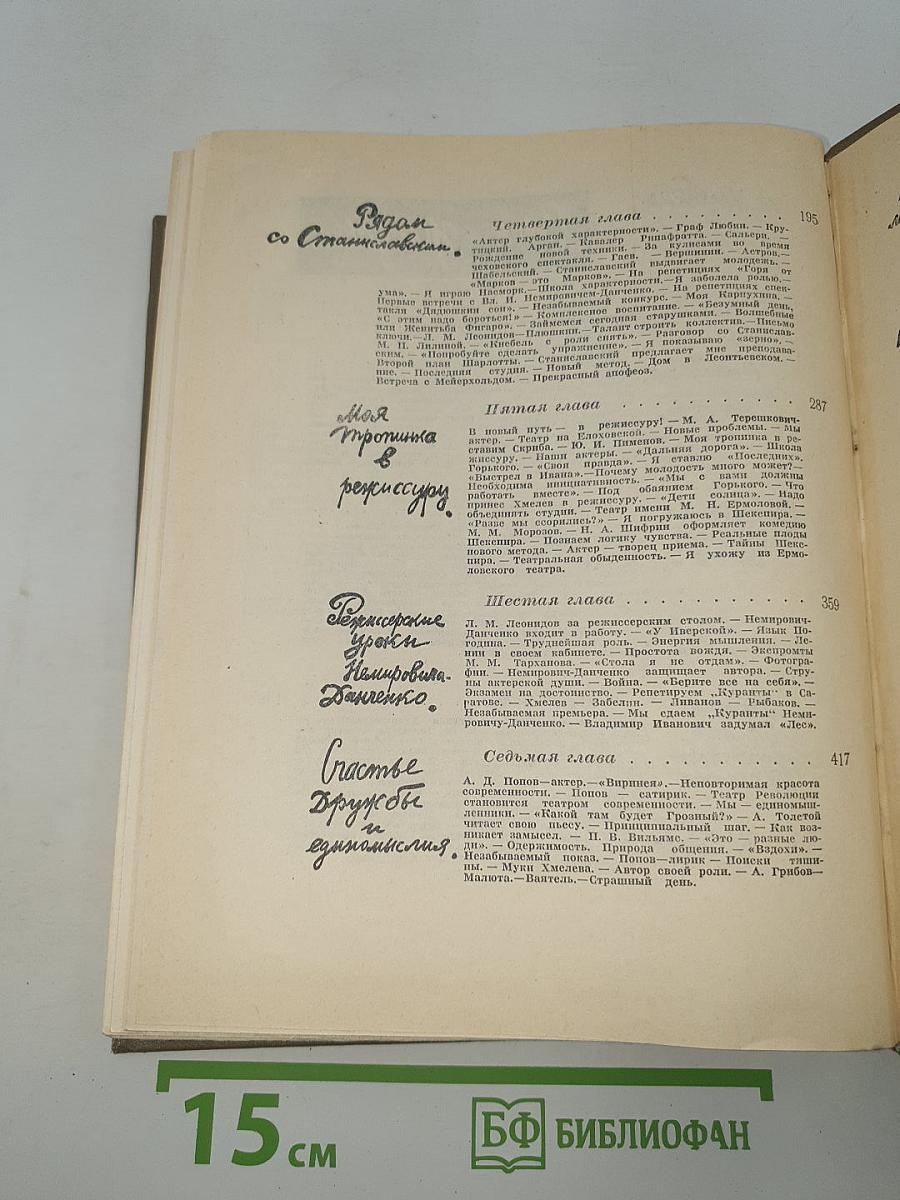 Рядом
со Станиславским.
Четвертая глава . . . . . . . . . 195
«Актер глубокой характерности». — Граф Любин. — Кру-
тицкий. Арган. — Кавалер Рипафратта. — Сальери. —
Рождение новой техники. — За кулисами во время
чеховского спектакля. — Гаев. — Вершинин. — Астров.—
Шабельский. — Станиславский выдвигает молодежь. —
«Марков — это Марков». — На репетициях «Горя от
ума». — Я играю Насморк.—Школа характерности.—Я заболела ролью.—
Первые встречи с Вл. И. Немировичем-Данченко. — На репетициях спек-
такля «Дядюшкин сон». — Незабываемый конкурс. — Моя Карпухина. —
«С этим надо бороться!» — Комплексное воспитание. — «Безумный день,
или Женитьба Фигаро». — Займемся сегодня старушками. — Волшебные
ключи.—Л. М. Леонидов—Плюшкин.—Талант строить коллектив.—Письмо
М. П. Лилиной. — «Кнебель с роли снять». — Разговор со Станислав-
ским. — «Попробуйте сделать упражнение». — Я показываю «зерно». —
Второй план Шарлотты. — Станиславский предлагает мне преподава-
ние. — Последняя студия. — Новый метод. — Дом в Леонтьевском. —
Встреча с Мейерхольдом. — Прекрасный апофеоз.
Моя
тропинка
в
режиссуру.
Пятая глава . . . . . . . . . . . 287
В новый путь — в режиссуру! — М. А. Терешкович-
актер. — Театр на Елоховской. — Новые проблемы. — Мы
ставим Скриба. — Ю. И. Пименов. — Моя тропинка в ре-
жиссуру. — Наши актеры. — «Дальняя дорога». — Школа
Горького. — «Своя правда». — Я ставлю «Последних».
«Выстрел в Ивана».—Почему молодость много может?—
Необходима инициативность. — «Мы с вами должны
работать вместе». — Под обаянием Горького. — Что
принес Хмелев в режиссуру. — «Дети солнца». — Надо
объединять студии. — Театр имени М. Н. Ермоловой. —
«Разве мы ссорились?» — Я погружаюсь в Шекспира. —
М. М. Морозов. — Н. А. Шифрин оформляет комедию
Шекспира. — Познаем логику чувства. — Реальные плоды
нового метода. — Актер — творец приема. — Тайны Шекс-
пира. — Театральная обыденность. — Я ухожу из Ермо-
ловского театра.
Режиссерские
уроки
Немировича-
Данченко.
Шестая глава . . . . . . . . . . . 359
Л. М. Леонидов за режиссерским столом. — Немирович-
Данченко входит в работу. — «У Иверской». — Язык По-
година. — Труднейшая роль. — Энергия мышления. — Ле-
нин в своем кабинете. — Простота вождя. — Экспромты
М. М. Тарханова. — «Стола я не отдам». — Фотогра-
фии. — Немирович-Данченко защищает автора. — Стру-
ны актерской души. — Война. — «Берите все на себя». —
Экзамен на достоинство. — Репетируем „Куранты“ в Са-
ратове. — Хмелев — Забелин. — Ливанов — Рыбаков. —
Незабываемая премьера. — Мы сдаем „Куранты“ Неми-
ровичу-Данченко. — Владимир Иванович задумал «Лес».
Счастье
дружбы
и
единомыслия.
Седьмая глава . . . . . . . . . . . 417
А. Д. Попов—актер.—«Виринея».—Неповторимая красота
современности. — Попов — сатирик. — Театр Революции
становится театром современности. — Мы — единомыш-
ленники. — «Какой там будет Грозный?» — А. Толстой
читает свою пьесу. — Принципиальный шаг. — Как воз-
никает замысел. — П. В. Вильямс. — «Это — разные лю-
ди». — Одержимость. Природа общения. — «Вздохи». —
Незабываемый показ. — Попов—лирик — Поиски тиши-
ны. — Муки Хмелева. — Автор своей роли. — А. Грибов—
Малюта.—Ваятель.—Страшный день.
15 см
БФ БИБЛИОФАН